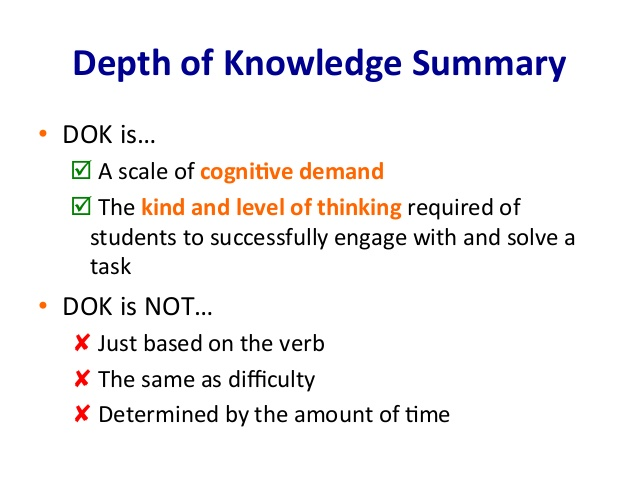 Depth of Knowledge Summary
• DOK is…
☑ A scale of cognitive demand
☑ The kind and level of thinking required of
students to successfully engage with and solve a
task
• DOK is NOT…
✘ Just based on the verb
✘ The same as difficulty
✘ Determined by the amount of time